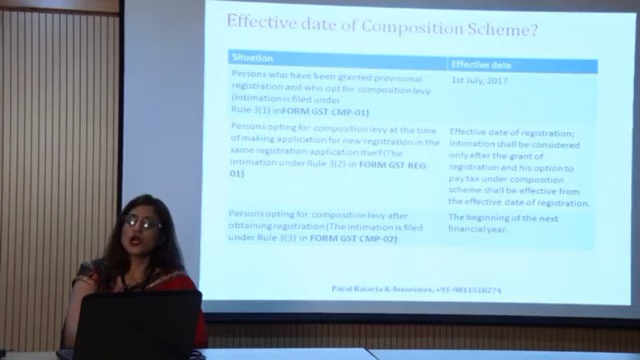 Effective date of Composition Scheme?
Situation
Effective date
Persons who have been granted provisional
registration and who opt for composition levy
(Intimation is filed under
Rule 3(1) inFORM GST CMP-01)
1st July, 2017
Persons opting for composition levy at the time
of making application for new registration in the
same registration application itself (The
intimation under Rule 3(2) in FORM GST REG-
01)
Effective date of registration;
Intimation shall be considered
only after the grant of
registration and his option to
pay tax under composition
scheme shall be effective from
the effective date of registration.
Persons opting for composition levy after
obtaining registration (The intimation is filed
under Rule 3(3) in FORM GST CMP-02)
The beginning of the next
financial year.
Payal Kataria & Associates, +91-9811518274